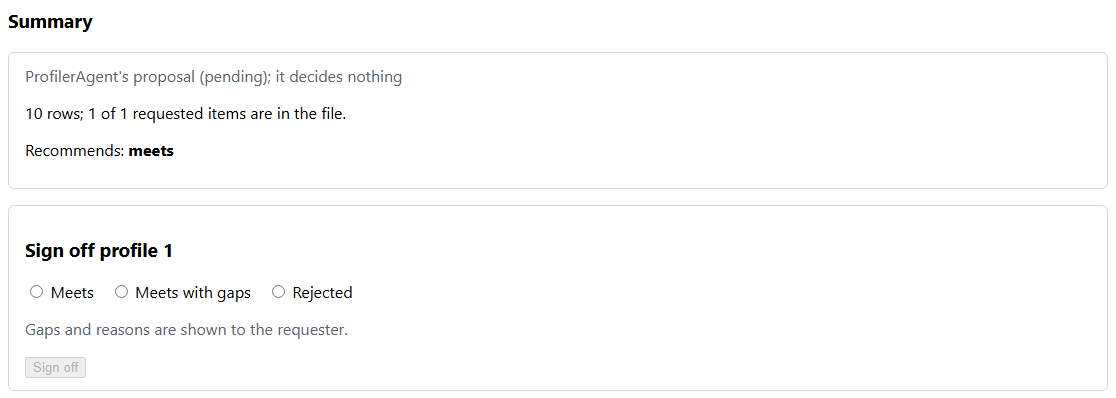 Summary
ProfilerAgent's proposal (pending); it decides nothing
10 rows; 1 of 1 requested items are in the file.
Recommends: meets
Sign off profile 1
Meets Meets with gaps Rejected
Gaps and reasons are shown to the requester.
Sign off